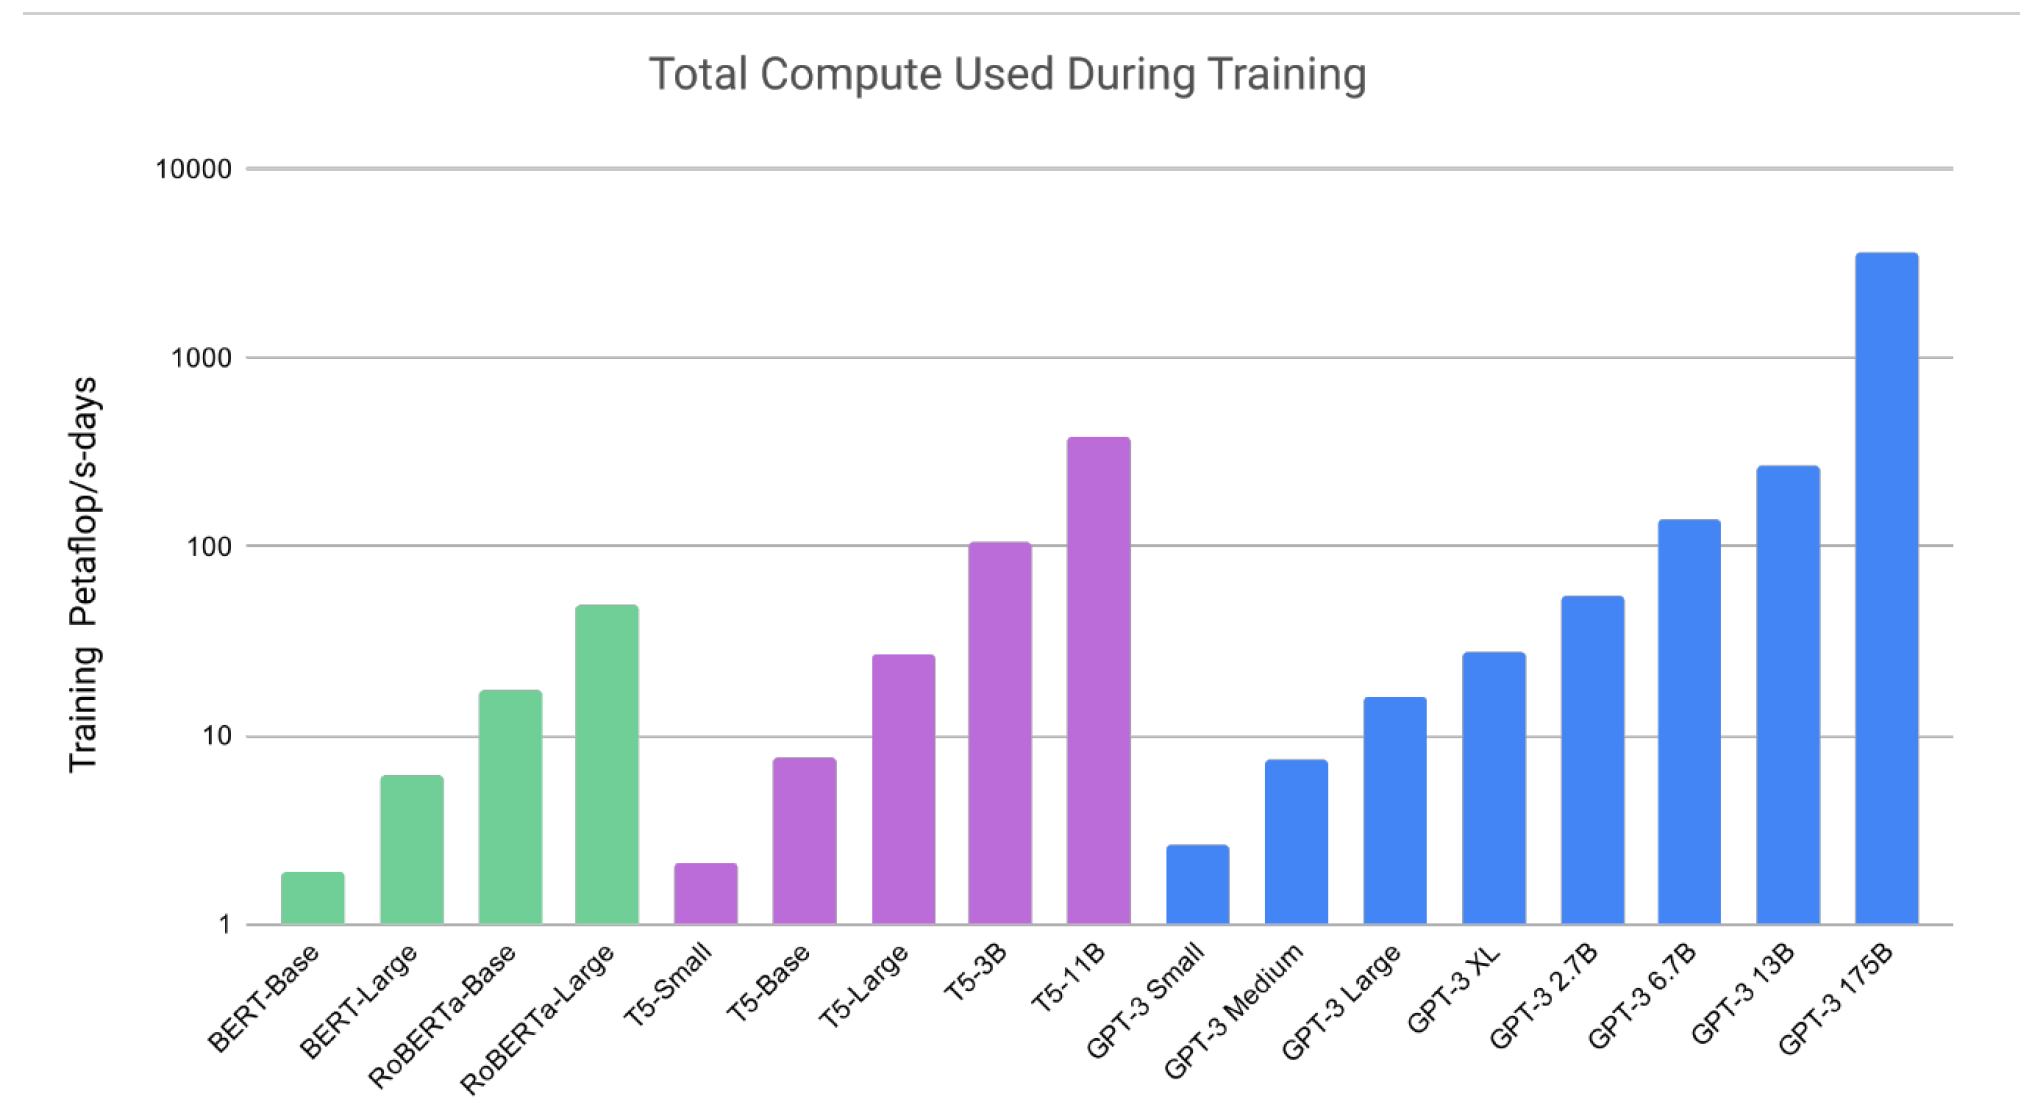 Total Compute Used During Training
Training Petaflop/s-days
10000
1000
100
10
1
BERT-Base
BERT-Large
RoBERTa-Base
RoBERTa-Large
T5-Small
T5-Base
T5-Large
T5-3B
T5-11B
GPT-3 Small
GPT-3 Medium
GPT-3 Large
GPT-3 XL
GPT-3 2.7B
GPT-3 6.7B
GPT-3 13B
GPT-3 175B